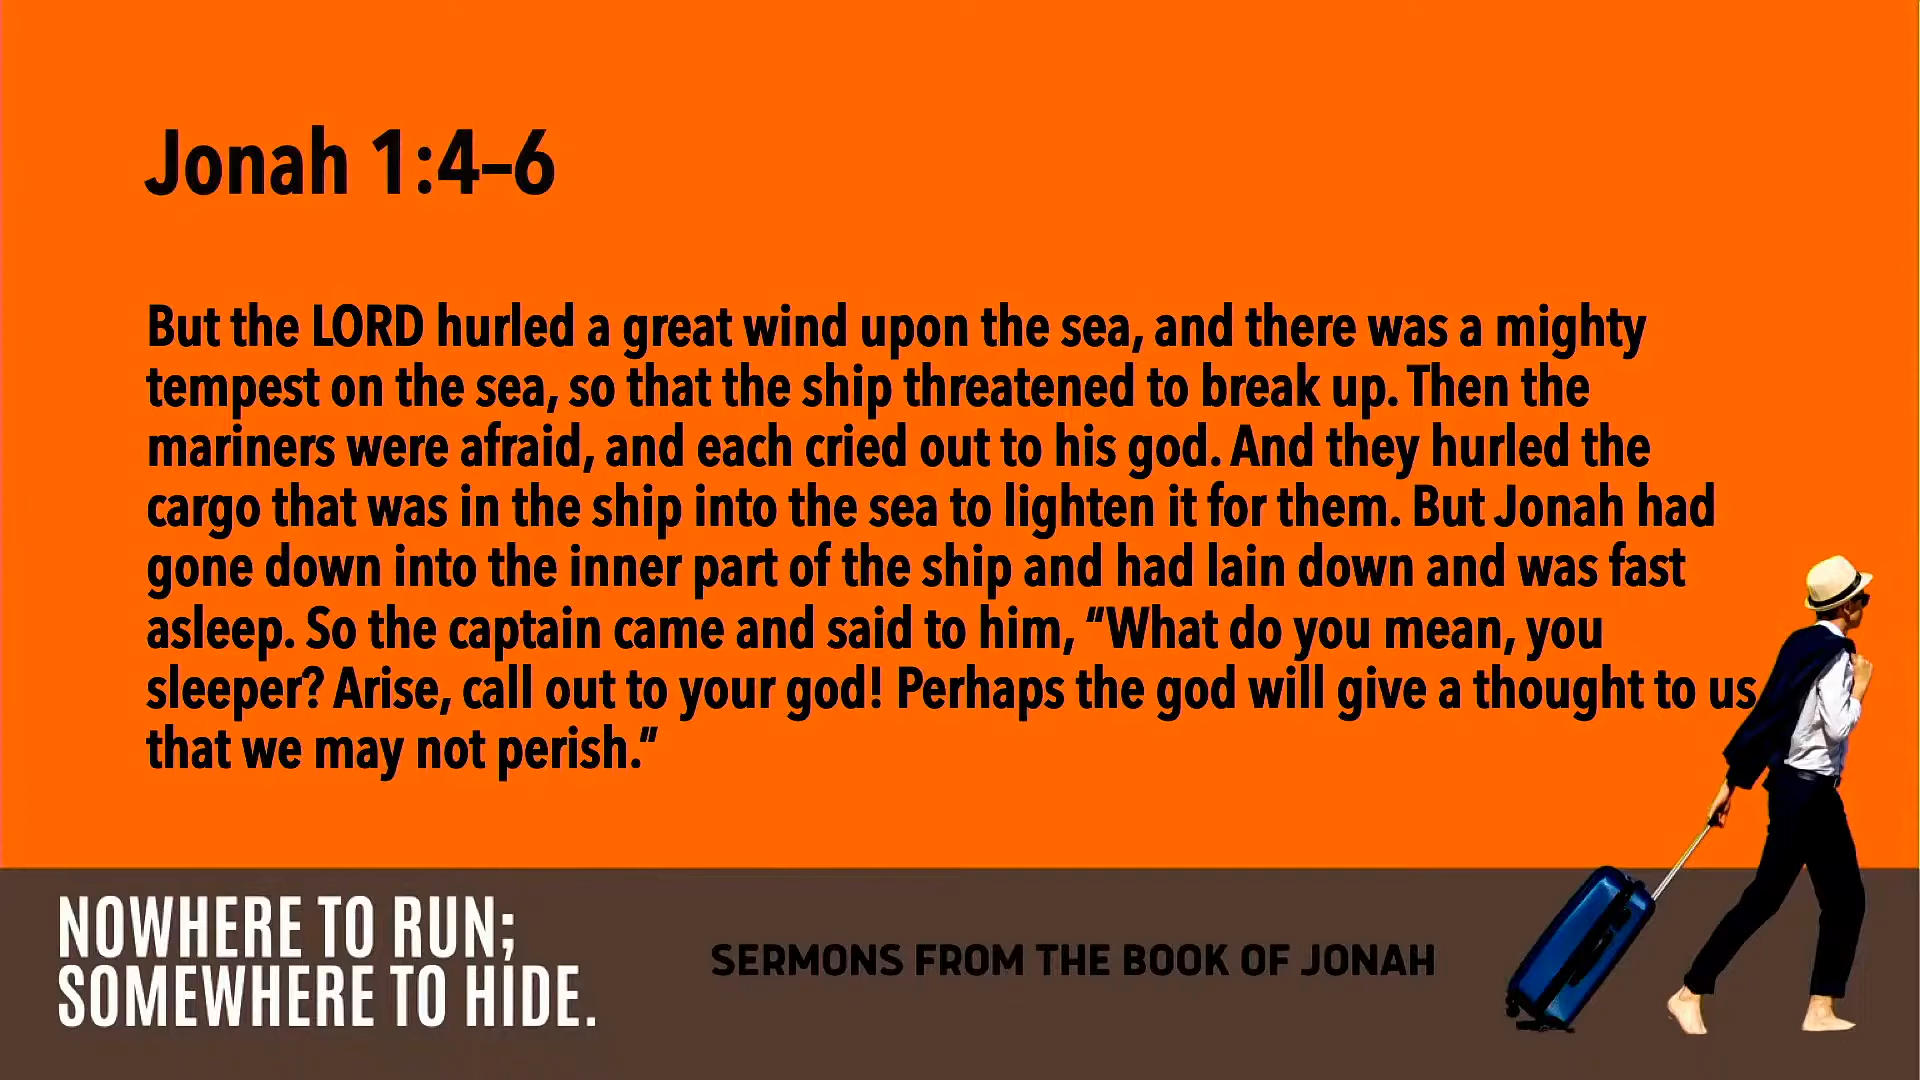 Jonah 1:4–6
But the LORD hurled a great wind upon the sea, and there was a mighty
tempest on the sea, so that the ship threatened to break up. Then the
mariners were afraid, and each cried out to his god. And they hurled the
cargo that was in the ship into the sea to lighten it for them. But Jonah had
gone down into the inner part of the ship and had lain down and was fast
asleep. So the captain came and said to him, “What do you mean, you
sleeper? Arise, call out to your god! Perhaps the god will give a thought to us,
that we may not perish.”
NOWHERE TO RUN;
SOMEWHERE TO HIDE.
SERMONS FROM THE BOOK OF JONAH